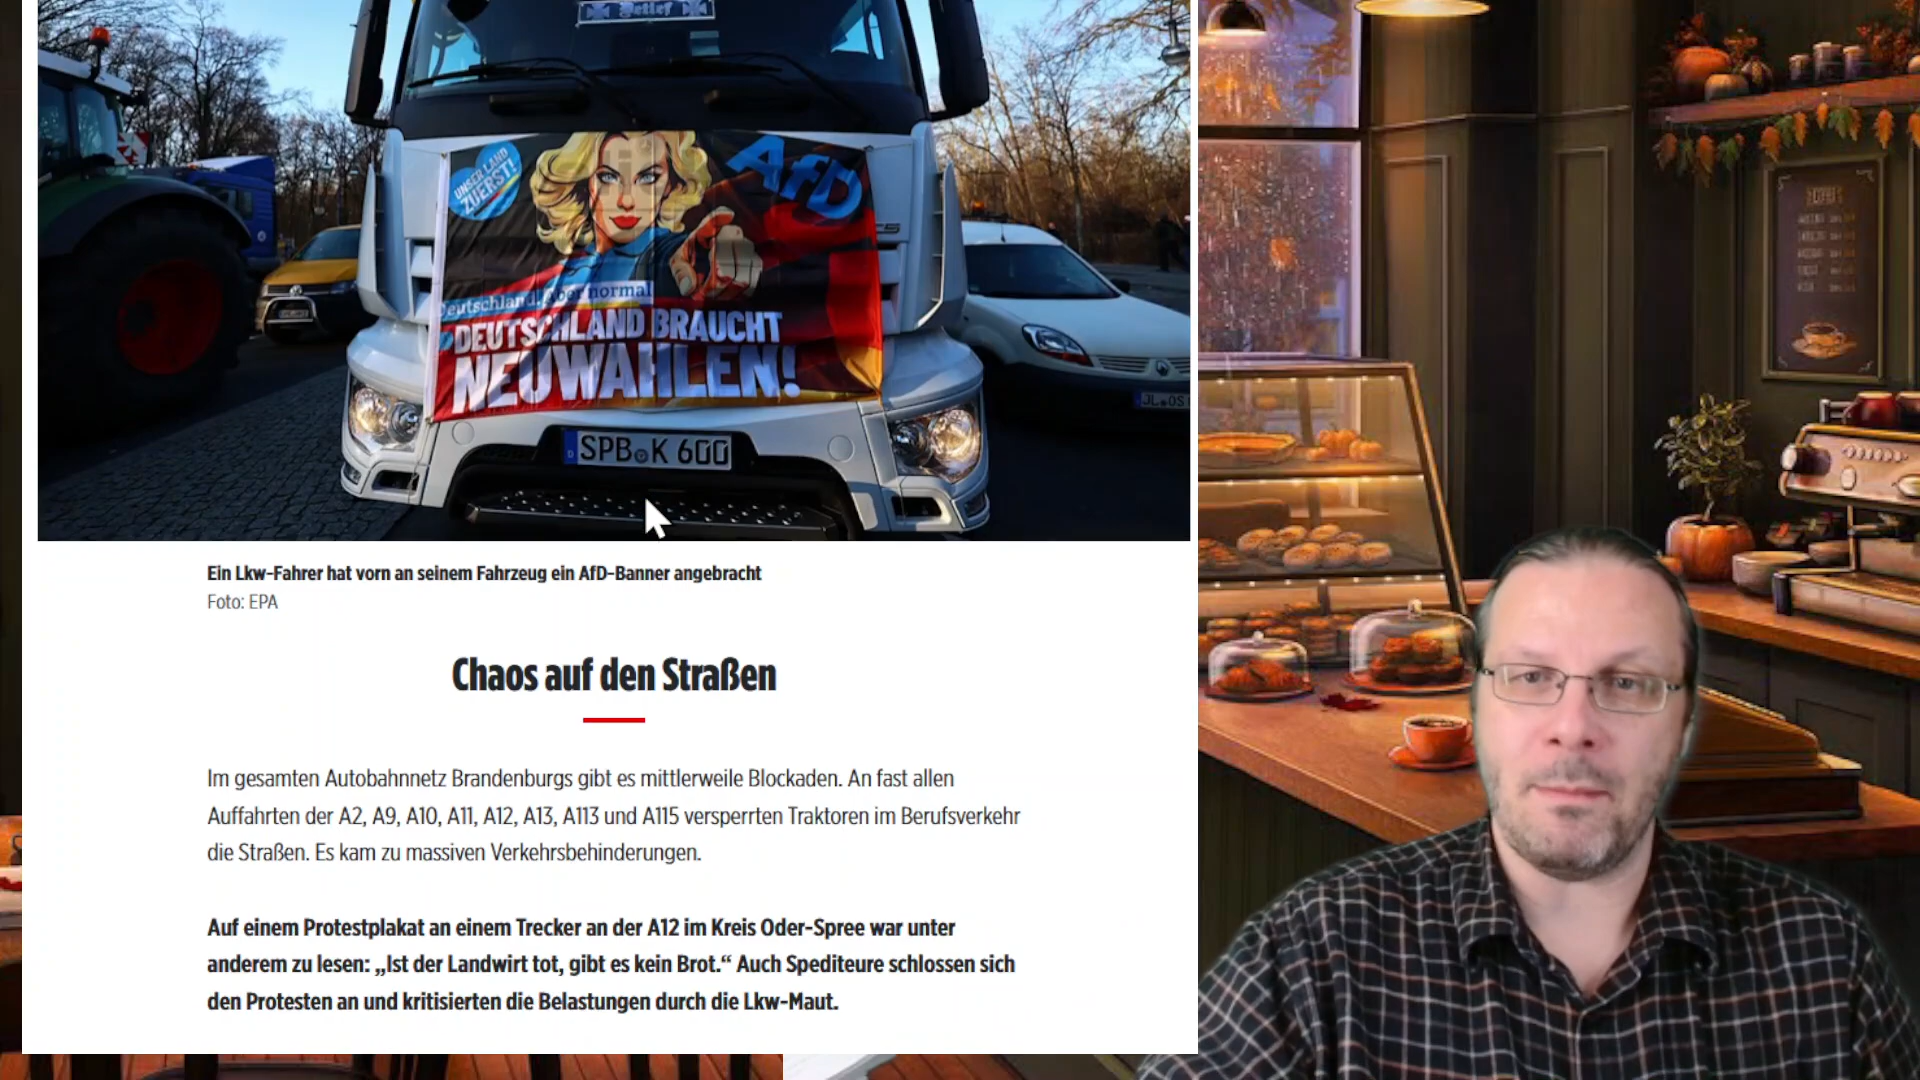 Detlef
UNSER LAND
ZUERST!
AfD
Deutschland. Aber normal
DEUTSCHLAND BRAUCHT
NEUWAHLEN!
SPB K 600
Ein Lkw-Fahrer hat vorn an seinem Fahrzeug ein AfD-Banner angebracht
Foto: EPA
Chaos auf den Straßen
Im gesamten Autobahnnetz Brandenburgs gibt es mittlerweile Blockaden. An fast allen
Auffahrten der A2, A9, A10, A11, A12, A13, A113 und A115 versperrten Traktoren im Berufsverkehr
die Straßen. Es kam zu massiven Verkehrsbehinderungen.
Auf einem Protestplakat an einem Trecker an der A12 im Kreis Oder-Spree war unter
anderem zu lesen: „Ist der Landwirt tot, gibt es kein Brot.“ Auch Spediteure schlossen sich
den Protesten an und kritisierten die Belastungen durch die Lkw-Maut.